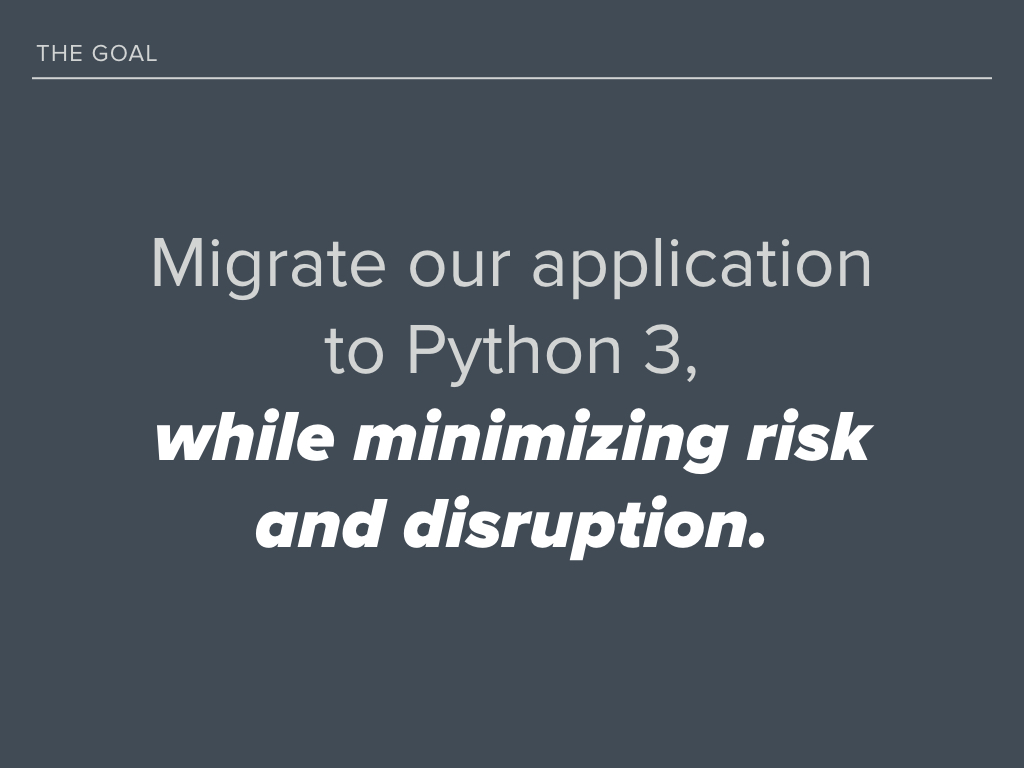 THE GOAL
Migrate our application
to Python 3,
while minimizing risk
and disruption.